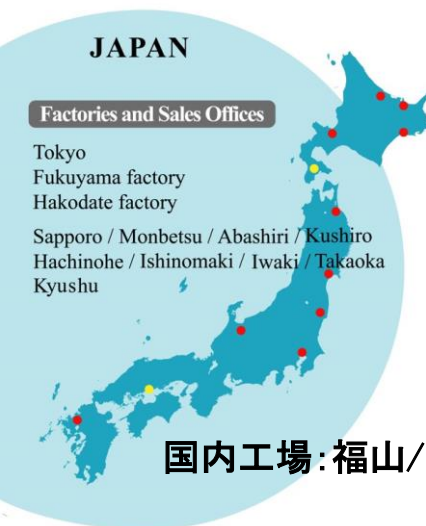 JAPAN
Factories and Sales Offices
Tokyo
Fukuyama factory
Hakodate factory
Sapporo / Monbetsu / Abashiri / Kushiro
Hachinohe / Ishinomaki / Iwaki / Takaoka
Kyushu
国内工場:福山/